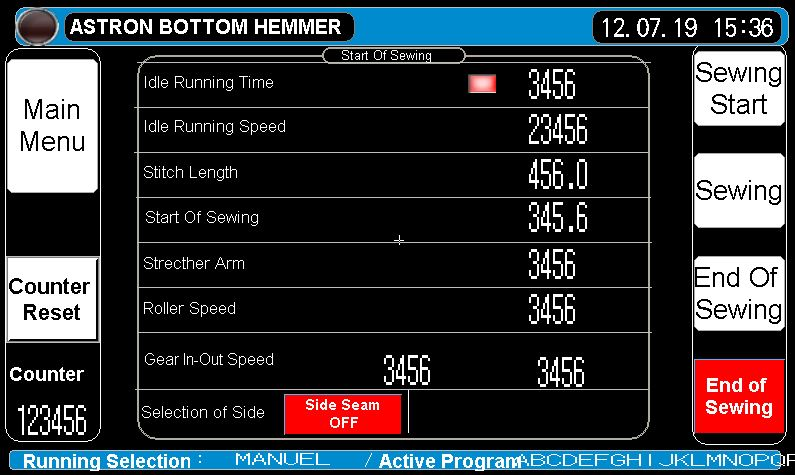 ASTRON BOTTOM HEMMER
12.07.19 15:36
Start Of Sewing
Main
Menu
Counter
Reset
Counter
123456
Idle Running Time 3456
Idle Running Speed 23456
Stitch Length 456.0
Start Of Sewing 345.6
Strecther Arm 3456
Roller Speed 3456
Gear In-Out Speed 3456 3456
Selection of Side Side Seam
OFF
Sewing
Start
Sewing
End Of
Sewing
End of
Sewing
Running Selection : MANUEL / Active Program ABCDEFGHIJKLMNOPQR